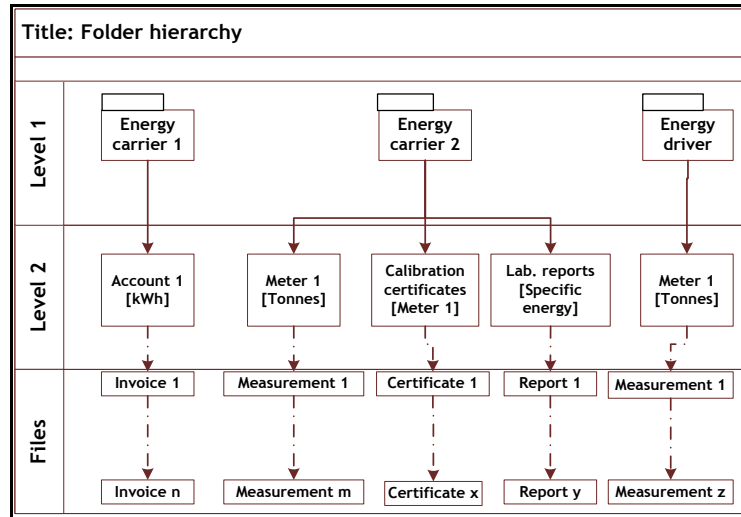 Title: Folder hierarchy
Level 1
Energy
carrier 1
Energy
carrier 2
Energy
driver
Level 2
Account 1
[kWh]
Meter 1
[Tonnes]
Calibration
certificates
[Meter 1]
Lab. reports
[Specific
energy]
Meter 1
[Tonnes]
Files
Invoice 1
Measurement 1
Certificate 1
Report 1
Measurement 1
Invoice n
Measurement m
Certificate x
Report y
Measurement z